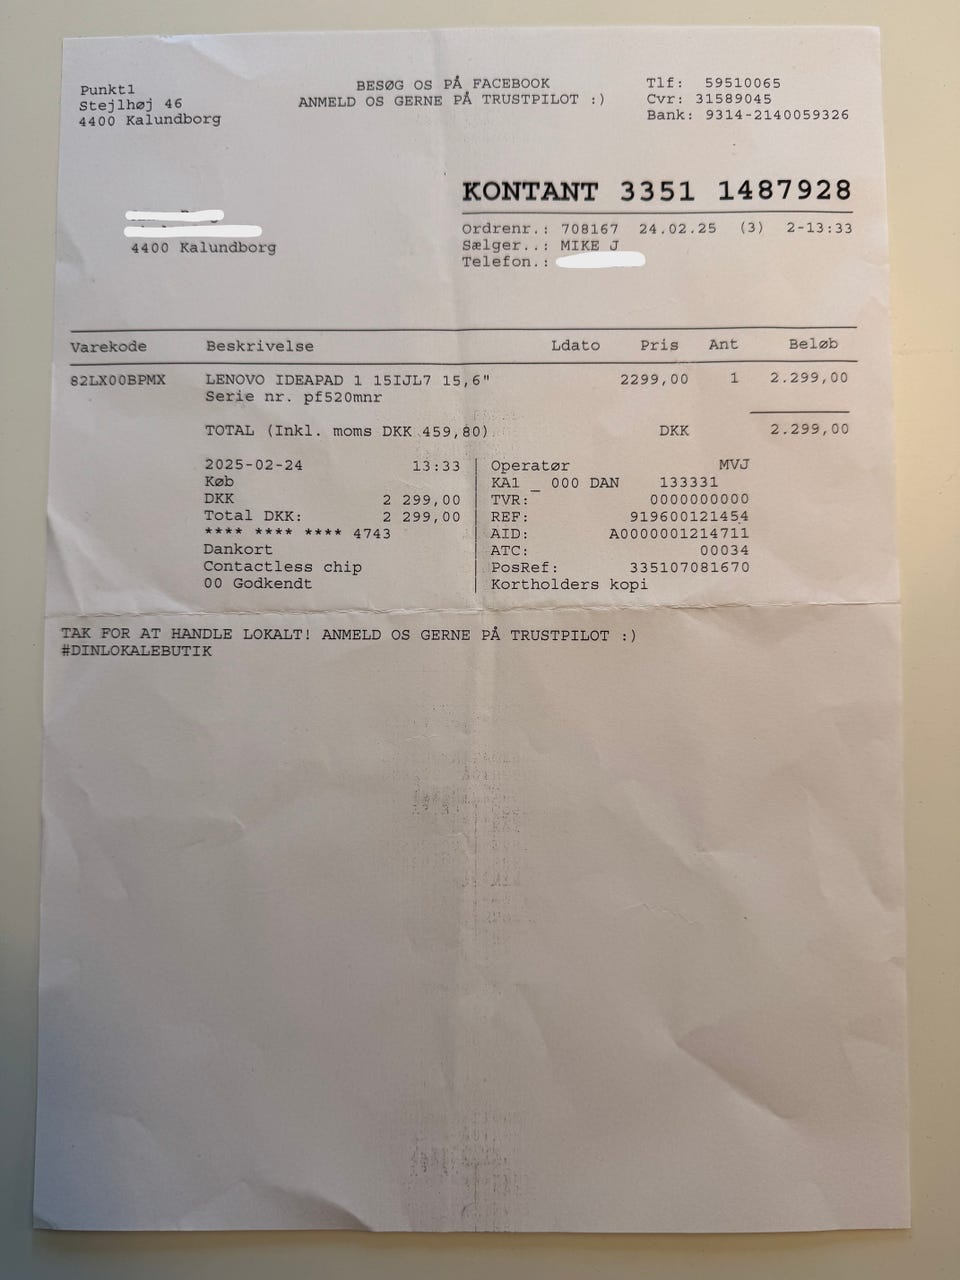 Punkt1
Stejlhøj 46
4400 Kalundborg
BESØG OS PÅ FACEBOOK
ANMELD OS GERNE PÅ TRUSTPILOT :)
Tlf: 59510065
Cvr: 31589045
Bank: 9314-2140059326
KONTANT 3351 1487928
Ordrenr.: 708167 24.02.25 (3) 2-13:33
Sælger..: MIKE J
Telefon.:
4400 Kalundborg
Varekode Beskrivelse Ldato Pris Ant Beløb
82LX00BPMX LENOVO IDEAPAD 1 15IJL7 15,6" 2299,00 1 2.299,00
Serie nr. pf520mnr
TOTAL (Inkl. moms DKK 459,80) DKK 2.299,00
2025-02-24 13:33
Køb
DKK 2 299,00
Total DKK: 2 299,00
**** **** **** 4743
Dankort
Contactless chip
00 Godkendt
Operatør MVJ
KA1 _ 000 DAN 133331
TVR: 0000000000
REF: 919600121454
AID: A0000001214711
ATC: 00034
PosRef: 335107081670
Kortholders kopi
TAK FOR AT HANDLE LOKALT! ANMELD OS GERNE PÅ TRUSTPILOT :)
#DINLOKALEBUTIK